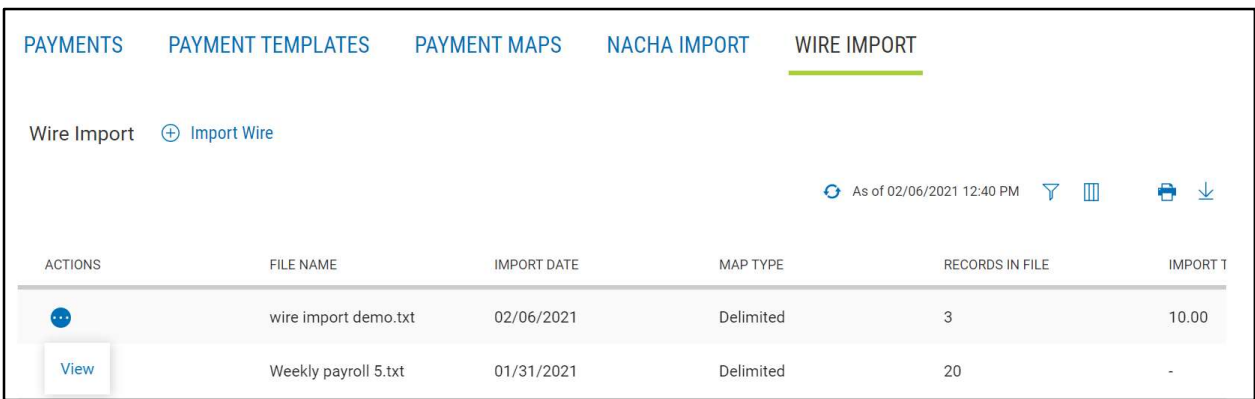 PAYMENTS PAYMENT TEMPLATES PAYMENT MAPS NACHA IMPORT WIRE IMPORT
Wire Import Import Wire
As of 02/06/2021 12:40 PM
ACTIONS FILE NAME IMPORT DATE MAP TYPE RECORDS IN FILE IMPORT T
wire import demo.txt 02/06/2021 Delimited 3 10.00
View Weekly payroll 5.txt 01/31/2021 Delimited 20 -